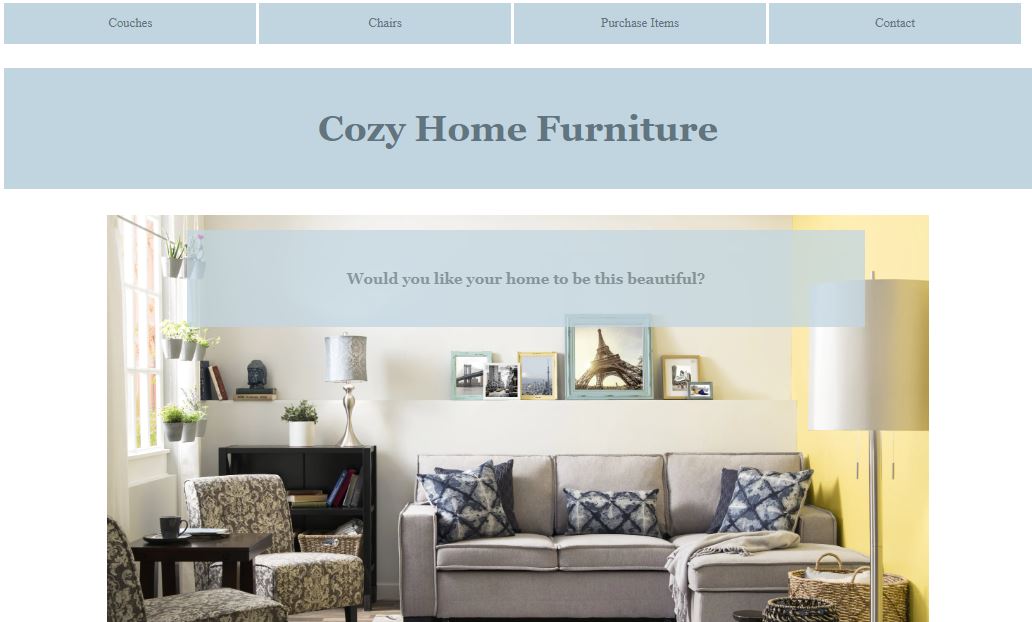 Couches
Chairs
Purchase Items
Contact
Cozy Home Furniture
Would you like your home to be this beautiful?